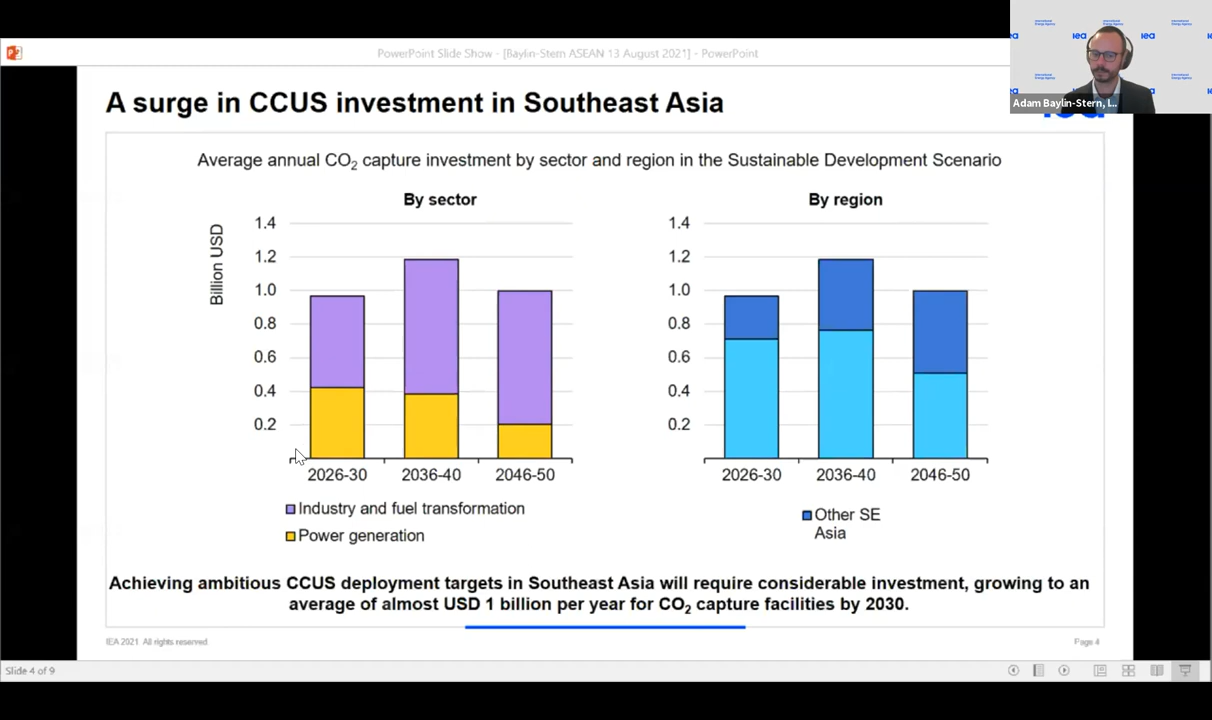 PowerPoint Slide Show - [Baylin-Stern ASEAN 13 August 2021] - PowerPoint
A surge in CCUS investment in Southeast Asia
Adam Baylin-Stern, I...
iea
Average annual CO₂ capture investment by sector and region in the Sustainable Development Scenario
By sector
Billion USD
1.4
1.2
1.0
0.8
0.6
0.4
0.2
2026-30 2036-40 2046-50
Industry and fuel transformation
Power generation
By region
1.4
1.2
1.0
0.8
0.6
0.4
0.2
2026-30 2036-40 2046-50
Other SE
Asia
Achieving ambitious CCUS deployment targets in Southeast Asia will require considerable investment, growing to an
average of almost USD 1 billion per year for CO₂ capture facilities by 2030.
IEA 2021 All rights reserved.
Page 4
Slide 4 of 9